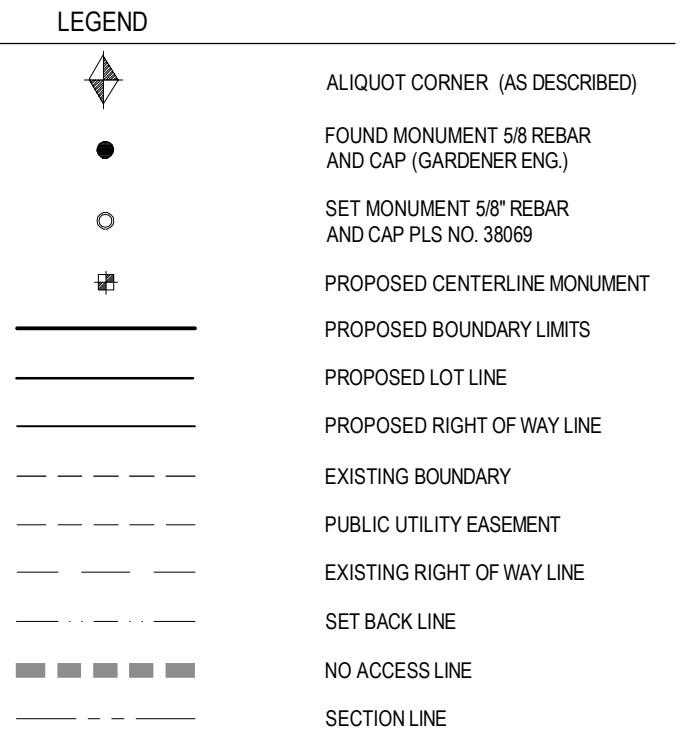 LEGEND
ALIQUOT CORNER (AS DESCRIBED)
FOUND MONUMENT 5/8 REBAR
AND CAP (GARDENER ENG.)
SET MONUMENT 5/8" REBAR
AND CAP PLS NO. 38069
PROPOSED CENTERLINE MONUMENT
PROPOSED BOUNDARY LIMITS
PROPOSED LOT LINE
PROPOSED RIGHT OF WAY LINE
EXISTING BOUNDARY
PUBLIC UTILITY EASEMENT
EXISTING RIGHT OF WAY LINE
SET BACK LINE
NO ACCESS LINE
SECTION LINE